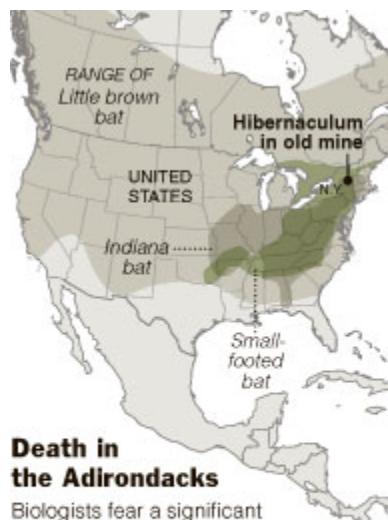 RANGE OF
Little brown
bat
Hibernaculum
in old mine
UNITED
STATES
N.Y.
Indiana
bat
Small-
footed
bat
Death in
the Adirondacks
Biologists fear a significant